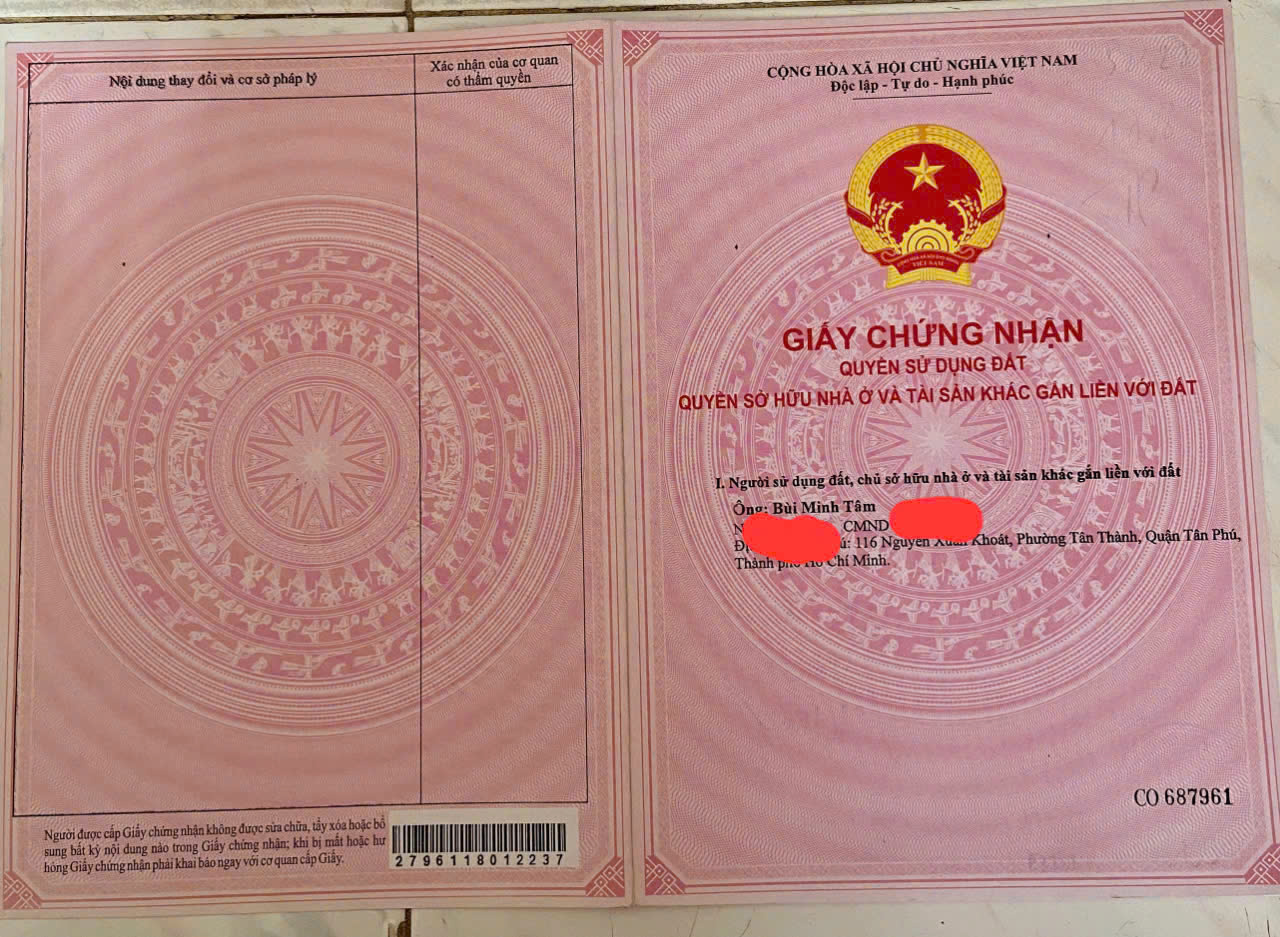 Nội dung thay đổi và cơ sở pháp lý
Xác nhận của cơ quan
có thẩm quyền
Người được cấp Giấy chứng nhận không được sửa chữa, tẩy xóa hoặc bổ
sung bất kỳ nội dung nào trong Giấy chứng nhận; khi bị mất hoặc hư
hỏng Giấy chứng nhận phải khai báo ngay với cơ quan cấp Giấy.
2796118012237
CỘNG HÒA XÃ HỘI CHỦ NGHĨA VIỆT NAM
Độc lập - Tự do - Hạnh phúc
VIỆT NAM
GIẤY CHỨNG NHẬN
QUYỀN SỬ DỤNG ĐẤT
QUYỀN SỞ HỮU NHÀ Ở VÀ TÀI SẢN KHÁC GẮN LIỀN VỚI ĐẤT
I. Người sử dụng đất, chủ sở hữu nhà ở và tài sản khác gắn liền với đất
Ông: Bùi Minh Tâm
CMND
116 Nguyễn Xuân Khoát, Phường Tân Thành, Quận Tân Phú,
Thành phố Hồ Chí Minh.
CO 687961